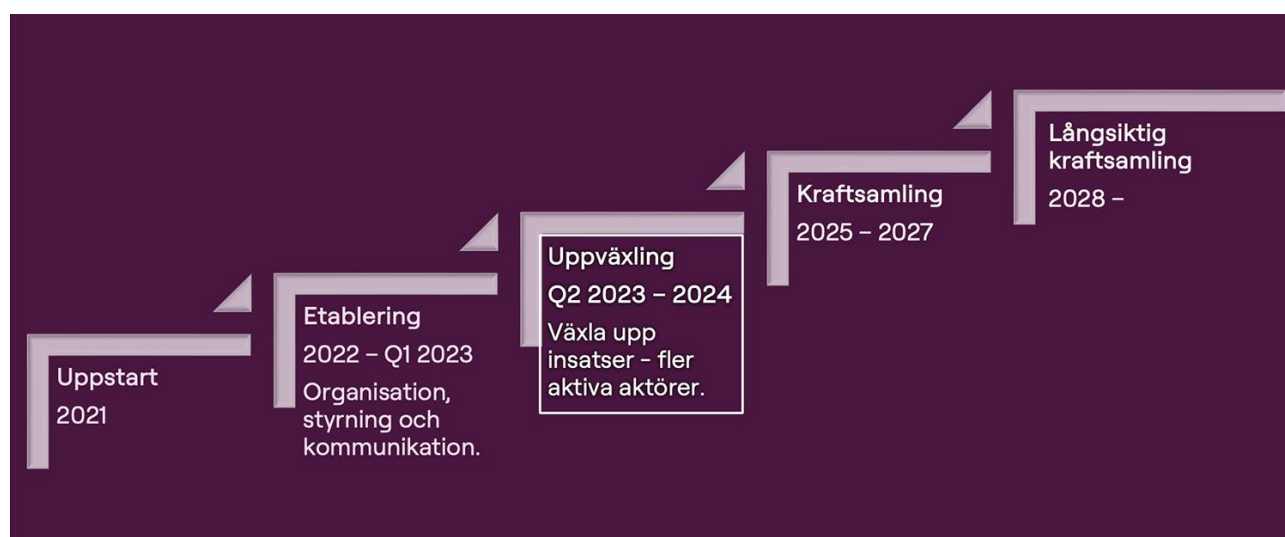 Uppstart
2021
Etablering
2022 – Q1 2023
Organisation,
styrning och
kommunikation.
Uppväxling
Q2 2023 – 2024
Växla upp
insatser - fler
aktiva aktörer.
Kraftsamling
2025 – 2027
Långsiktig
kraftsamling
2028 –